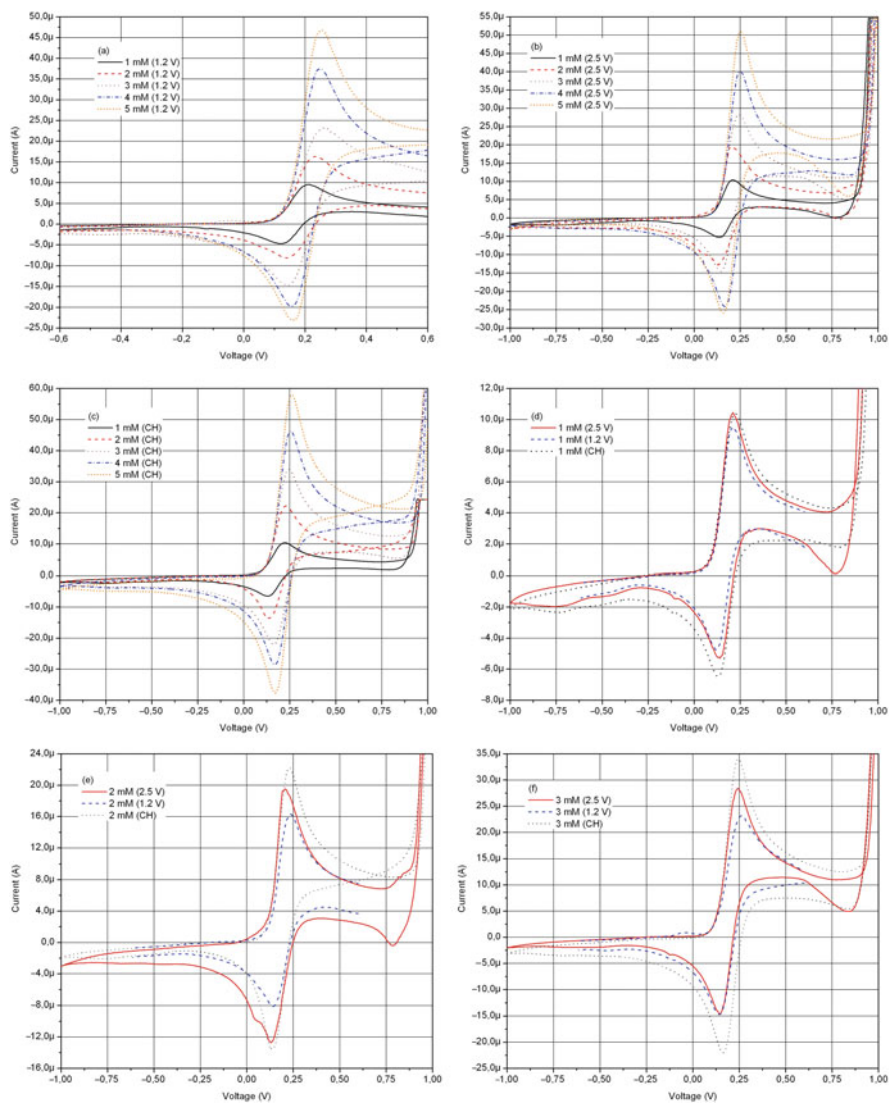 50,0μ
45,0μ
40,0μ
35,0μ
30,0μ
25,0μ
20,0μ
15,0μ
10,0μ
5,0μ
0,0
–5,0μ
–10,0μ
–15,0μ
–20,0μ
–25,0μ
Current (A)
(a)
1 mM (1.2 V)
2 mM (1.2 V)
3 mM (1.2 V)
4 mM (1.2 V)
5 mM (1.2 V)
–0,6 –0,4 –0,2 0,0 0,2 0,4 0,6
Voltage (V)
55,0μ
50,0μ
45,0μ
40,0μ
35,0μ
30,0μ
25,0μ
20,0μ
15,0μ
10,0μ
5,0μ
0,0
–5,0μ
–10,0μ
–15,0μ
–20,0μ
–25,0μ
–30,0μ
Current (A)
(b)
1 mM (2.5 V)
2 mM (2.5 V)
3 mM (2.5 V)
4 mM (2.5 V)
5 mM (2.5 V)
–1,00 –0,75 –0,50 –0,25 0,00 0,25 0,50 0,75 1,00
Voltage (V)
60,0μ
50,0μ
40,0μ
30,0μ
20,0μ
10,0μ
0,0
–10,0μ
–20,0μ
–30,0μ
–40,0μ
Current (A)
(c)
1 mM (CH)
2 mM (CH)
3 mM (CH)
4 mM (CH)
5 mM (CH)
–1,00 –0,75 –0,50 –0,25 0,00 0,25 0,50 0,75 1,00
Voltage (V)
12,0μ
10,0μ
8,0μ
6,0μ
4,0μ
2,0μ
0,0
–2,0μ
–4,0μ
–6,0μ
–8,0μ
Current (A)
(d)
1 mM (2.5 V)
1 mM (1.2 V)
1 mM (CH)
–1,00 –0,75 –0,50 –0,25 0,00 0,25 0,50 0,75 1,00
Voltage (V)
24,0μ
20,0μ
16,0μ
12,0μ
8,0μ
4,0μ
0,0
–4,0μ
–8,0μ
–12,0μ
–16,0μ
Current (A)
(e)
2 mM (2.5 V)
2 mM (1.2 V)
2 mM (CH)
–1,00 –0,75 –0,50 –0,25 0,00 0,25 0,50 0,75 1,00
Voltage (V)
35,0μ
30,0μ
25,0μ
20,0μ
15,0μ
10,0μ
5,0μ
0,0
–5,0μ
–10,0μ
–15,0μ
–20,0μ
–25,0μ
Current (A)
(f)
3 mM (2.5 V)
3 mM (1.2 V)
3 mM (CH)
–1,00 –0,75 –0,50 –0,25 0,00 0,25 0,50 0,75 1,00
Voltage (V)